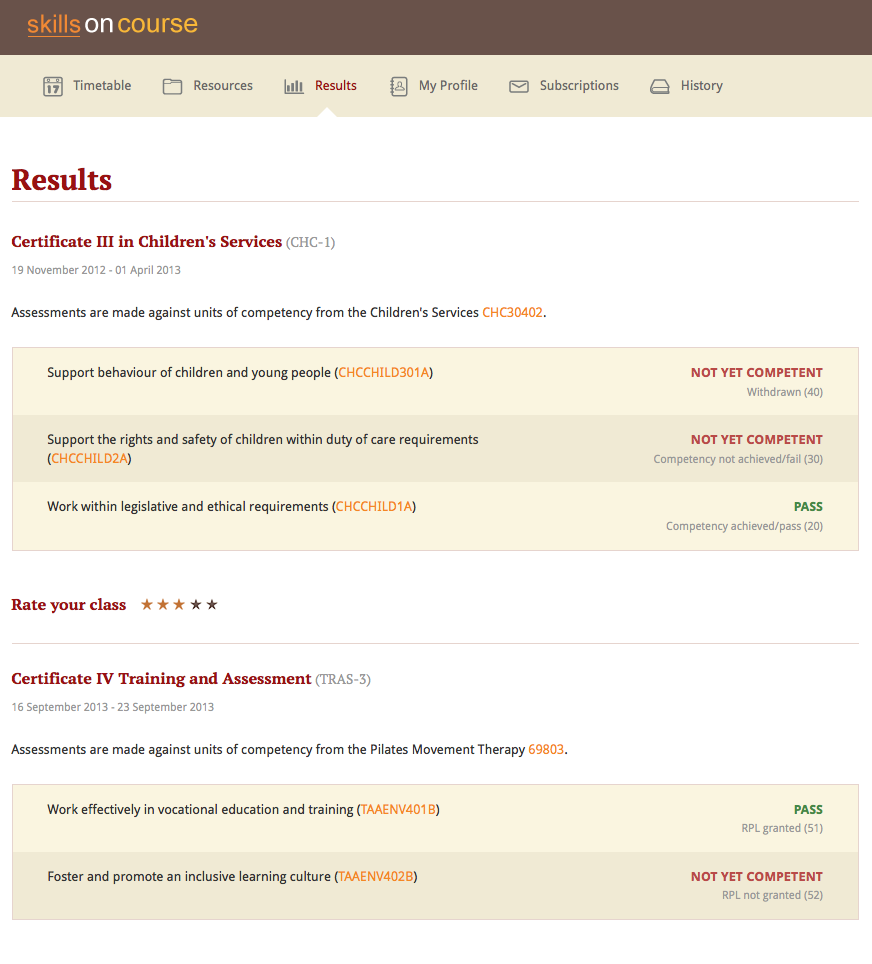 skills on course
17
Timetable
Resources
Results
My Profile
Subscriptions
History
Results
Certificate III in Children's Services (CHC-1)
19 November 2012 - 01 April 2013
Assessments are made against units of competency from the Children's Services CHC30402.
Support behaviour of children and young people (CHCCHILD301A)
NOT YET COMPETENT
Withdrawn (40)
Support the rights and safety of children within duty of care requirements
(CHCCHILD2A)
NOT YET COMPETENT
Competency not achieved/fail (30)
Work within legislative and ethical requirements (CHCCHILD1A)
PASS
Competency achieved/pass (20)
Rate your class
Certificate IV Training and Assessment (TRAS-3)
16 September 2013 - 23 September 2013
Assessments are made against units of competency from the Pilates Movement Therapy 69803.
Work effectively in vocational education and training (TAAENV401B)
PASS
RPL granted (51)
Foster and promote an inclusive learning culture (TAAENV402B)
NOT YET COMPETENT
RPL not granted (52)